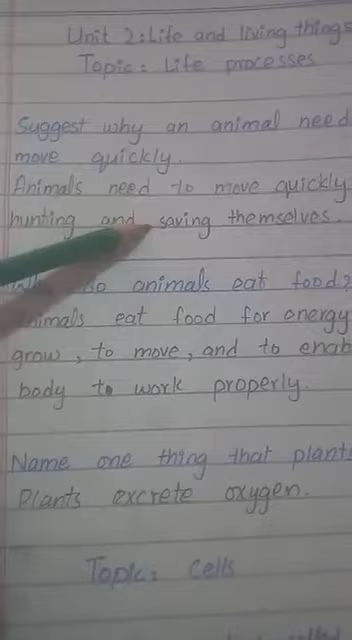 Unit 2: Life and living things
Topic: Life processes
Suggest why an animal need
move quickly.
Animals need to move quickly
hunting and saving themselves.
do animals eat food?
Animals eat food for energy
grow, to move, and to enab
body to work properly.
Name one thing that plant
Plants excrete oxygen.
Topic: Cells